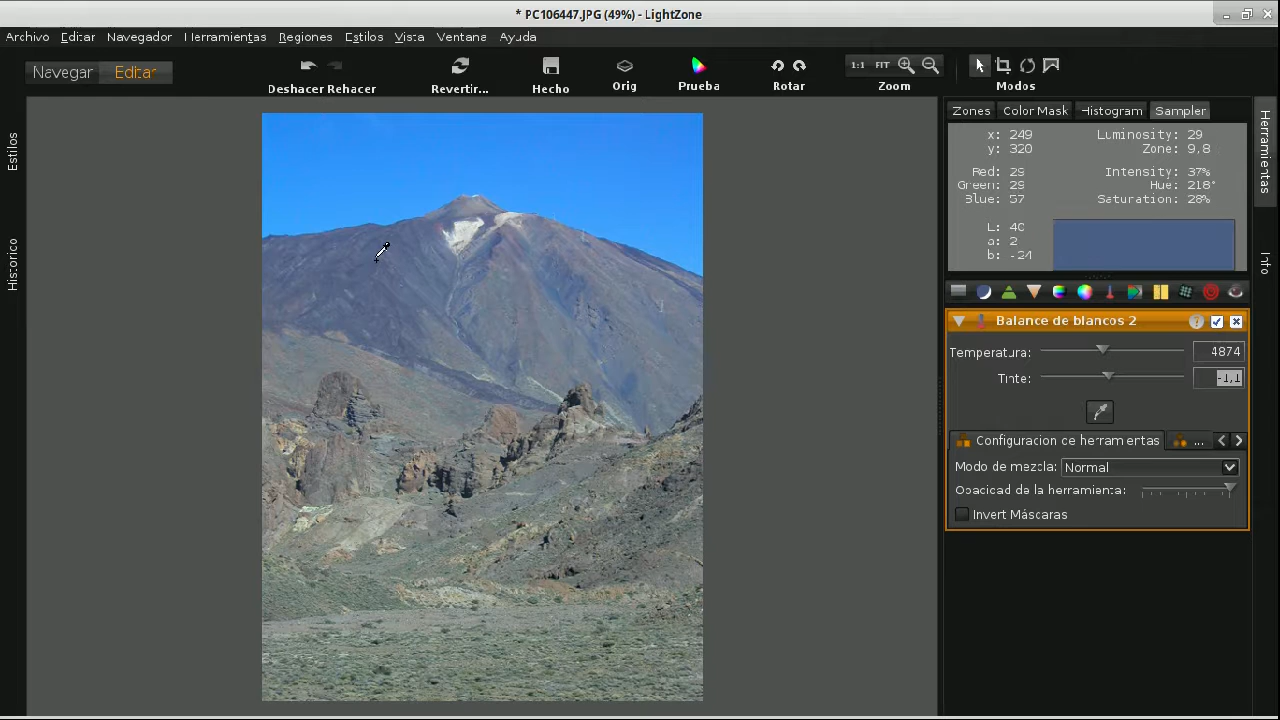 * PC106447.JPG (49%) - LightZone
Archivo Editar Navegador Herramientas Regiones Estilos Vista Ventana Ayuda
Navegar Editar
Deshacer Rehacer Revertir... Hecho Orig Prueba Rotar 1:1 FIT Zoom Modos
Estilos
Historico
Zones Color Mask Histogram Sampler
x: 249 Luminosity: 29
y: 320 Zone: 9,8
Red: 29 Intensity: 37%
Green: 29 Hue: 218°
Blue: 57 Saturation: 28%
L: 40
a: 2
b: -24
Herramientas
Info
Balance de blancos 2 ?
Temperatura: 4874
Tinte: -1,1
Configuracion de herramientas ...
Modo de mezcla: Normal
Opacidad de la herramienta:
Invert Máscaras